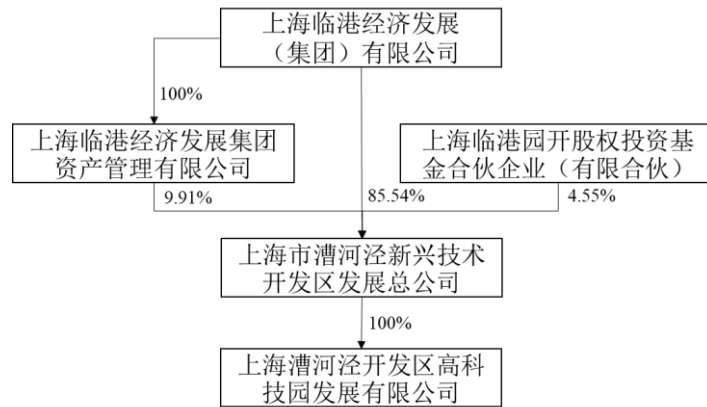 上海临港经济发展
（集团）有限公司
100%
上海临港经济发展集团
资产管理有限公司
上海临港园开股权投资基
金合伙企业（有限合伙）
9.91%
85.54%
4.55%
上海市漕河泾新兴技术
开发区发展总公司
100%
上海漕河泾开发区高科
技园发展有限公司